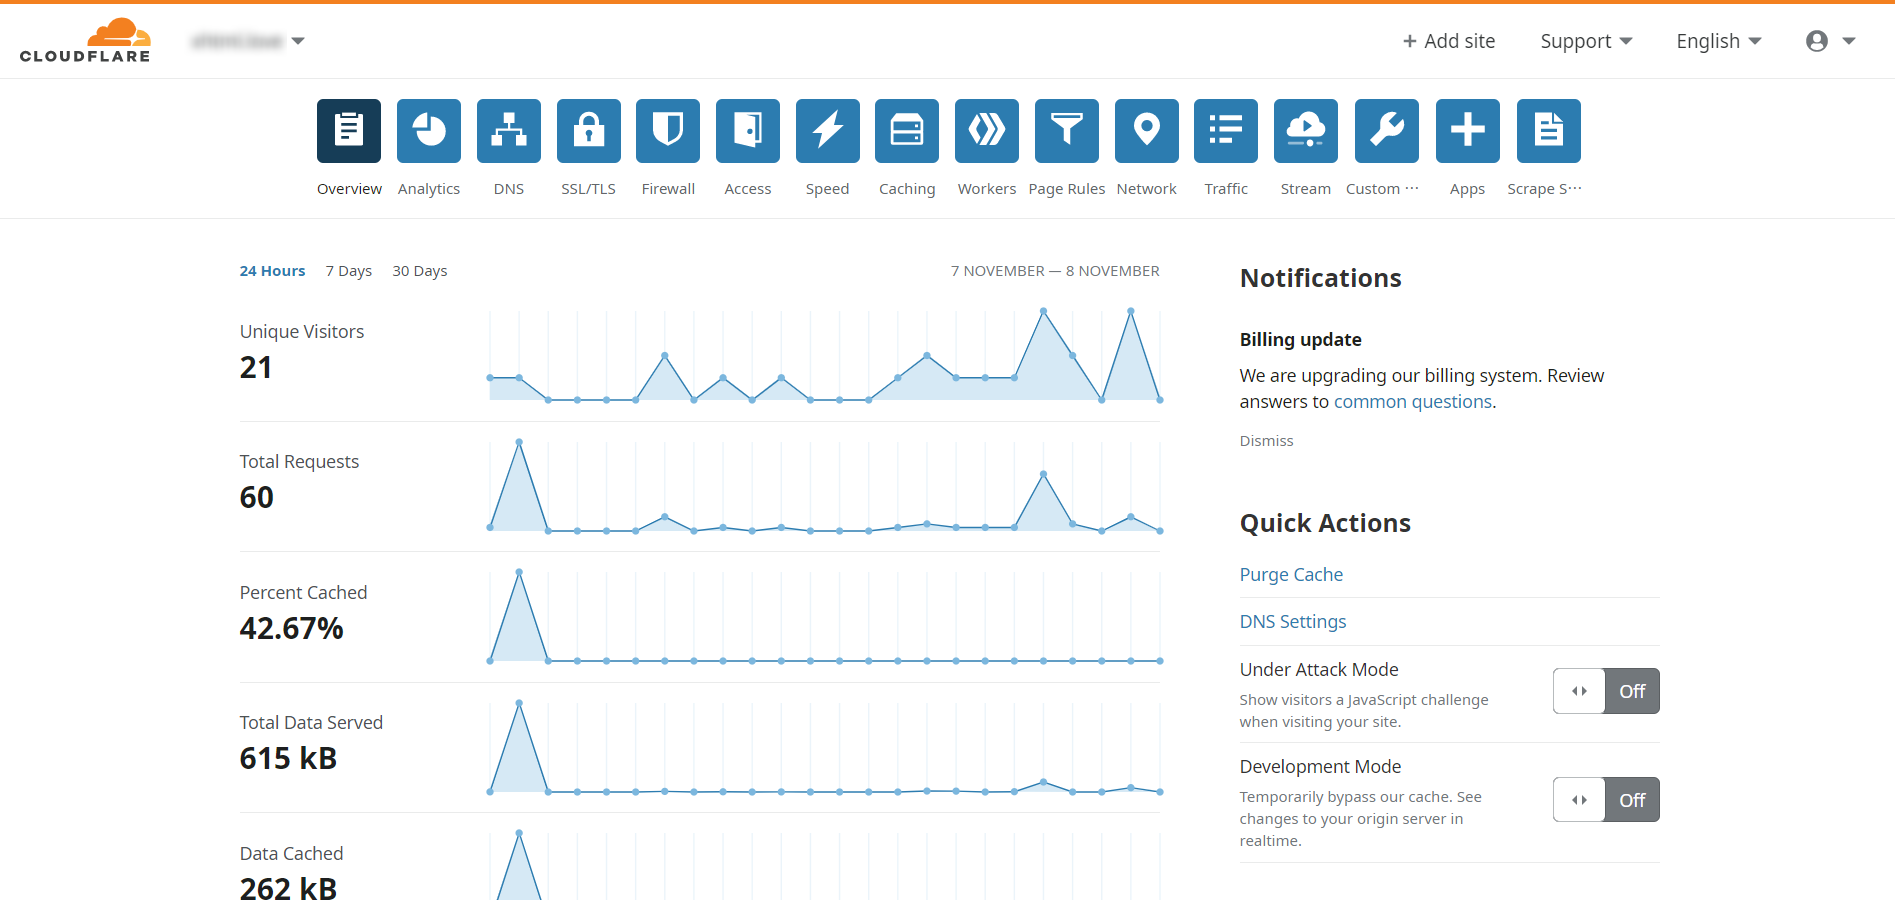 CLOUDFLARE
+ Add site
Support
English
Overview
Analytics
DNS
SSL/TLS
Firewall
Access
Speed
Caching
Workers
Page Rules
Network
Traffic
Stream
Custom ···
Apps
Scrape S···
24 Hours
7 Days
30 Days
7 NOVEMBER — 8 NOVEMBER
Unique Visitors
21
Total Requests
60
Percent Cached
42.67%
Total Data Served
615 kB
Data Cached
262 kB
Notifications
Billing update
We are upgrading our billing system. Review
answers to common questions.
Dismiss
Quick Actions
Purge Cache
DNS Settings
Under Attack Mode
Show visitors a JavaScript challenge
when visiting your site.
Off
Development Mode
Temporarily bypass our cache. See
changes to your origin server in
realtime.
Off